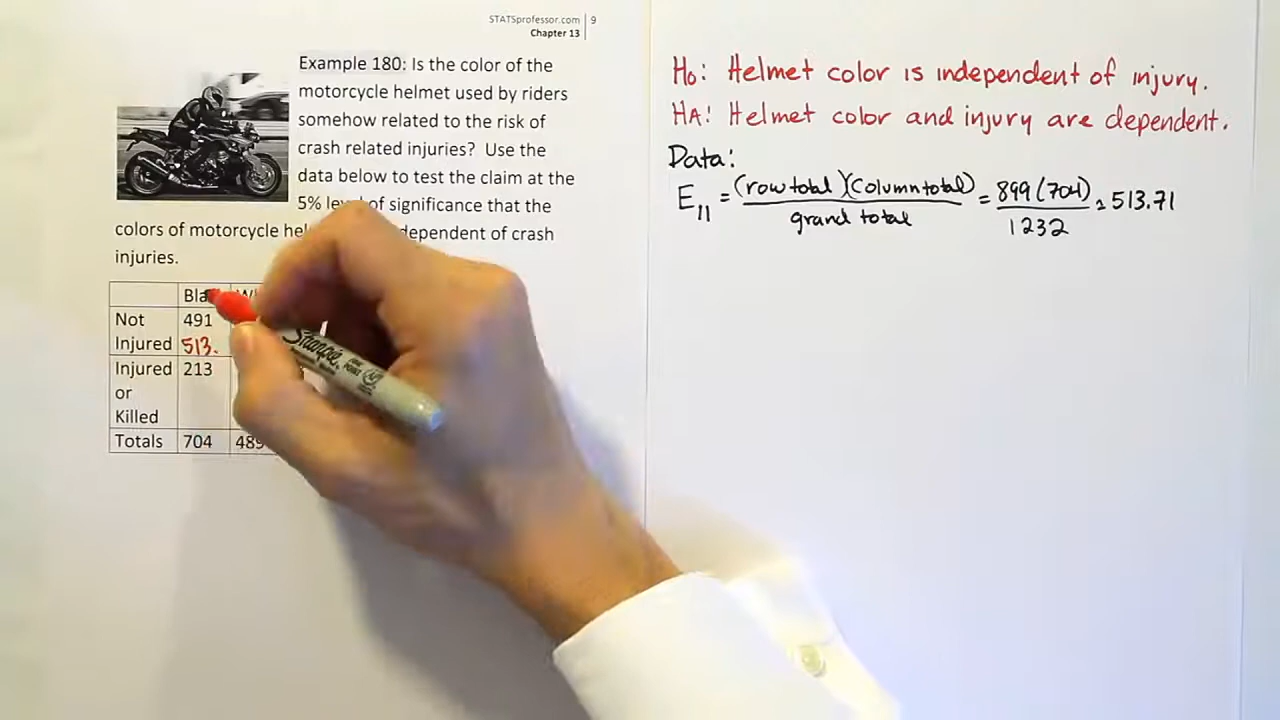 STATSprofessor.com | 9
Chapter 13
Example 180: Is the color of the
motorcycle helmet used by riders
somehow related to the risk of
crash related injuries? Use the
data below to test the claim at the
5% of significance that the
colors of motorcycle dependent of crash
injuries.
Not 491
Injured 513.
Injured 213
or
Killed
Totals 704 489
Sharpie
Ho: Helmet color is independent of injury.
HA: Helmet color and injury are dependent.
Data:
E11 = (row total)(column total) / grand total = 899(704) / 1232 ≈ 513.71